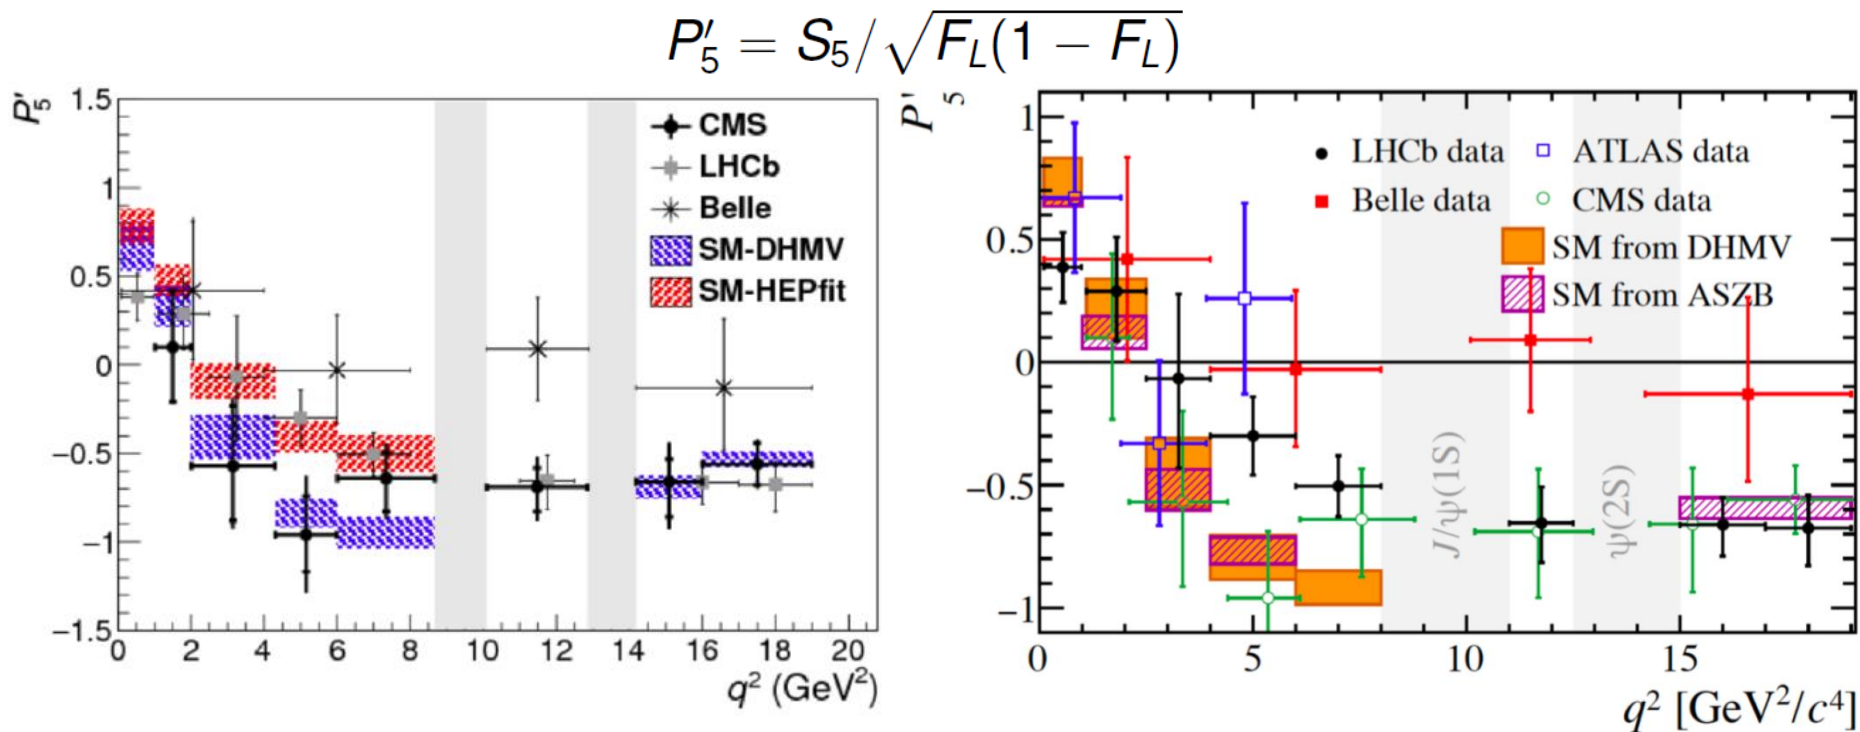 P′₅ = S₅/√F_L(1 − F_L)
P′₅
1.5
1
0.5
0
−0.5
−1
−1.5
CMS
LHCb
Belle
SM-DHMV
SM-HEPfit
0 2 4 6 8 10 12 14 16 18 20
q² (GeV²)
P′₅
1
0.5
0
−0.5
−1
LHCb data
ATLAS data
Belle data
CMS data
SM from DHMV
SM from ASZB
J/ψ(1S)
ψ(2S)
0 5 10 15
q² [GeV²/c⁴]